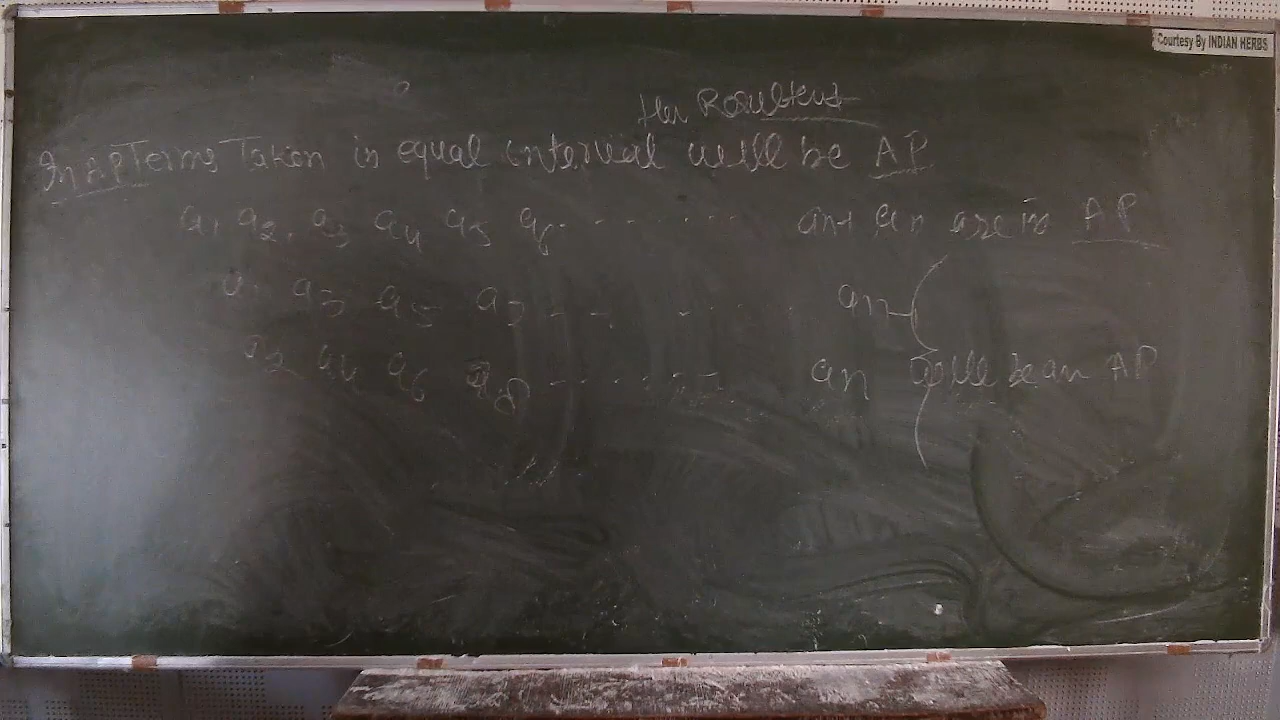 Courtesy By INDIAN HERBS
the Resultant
In AP Terms Taken in equal interval will be AP
a1 a2, a3 a4 a5 a6 - - - - - - - an-1 an are in AP
a1 a3 a5 a7 - - - - - an
a2 a4 a6 a8 - - - - - - - an will be an AP